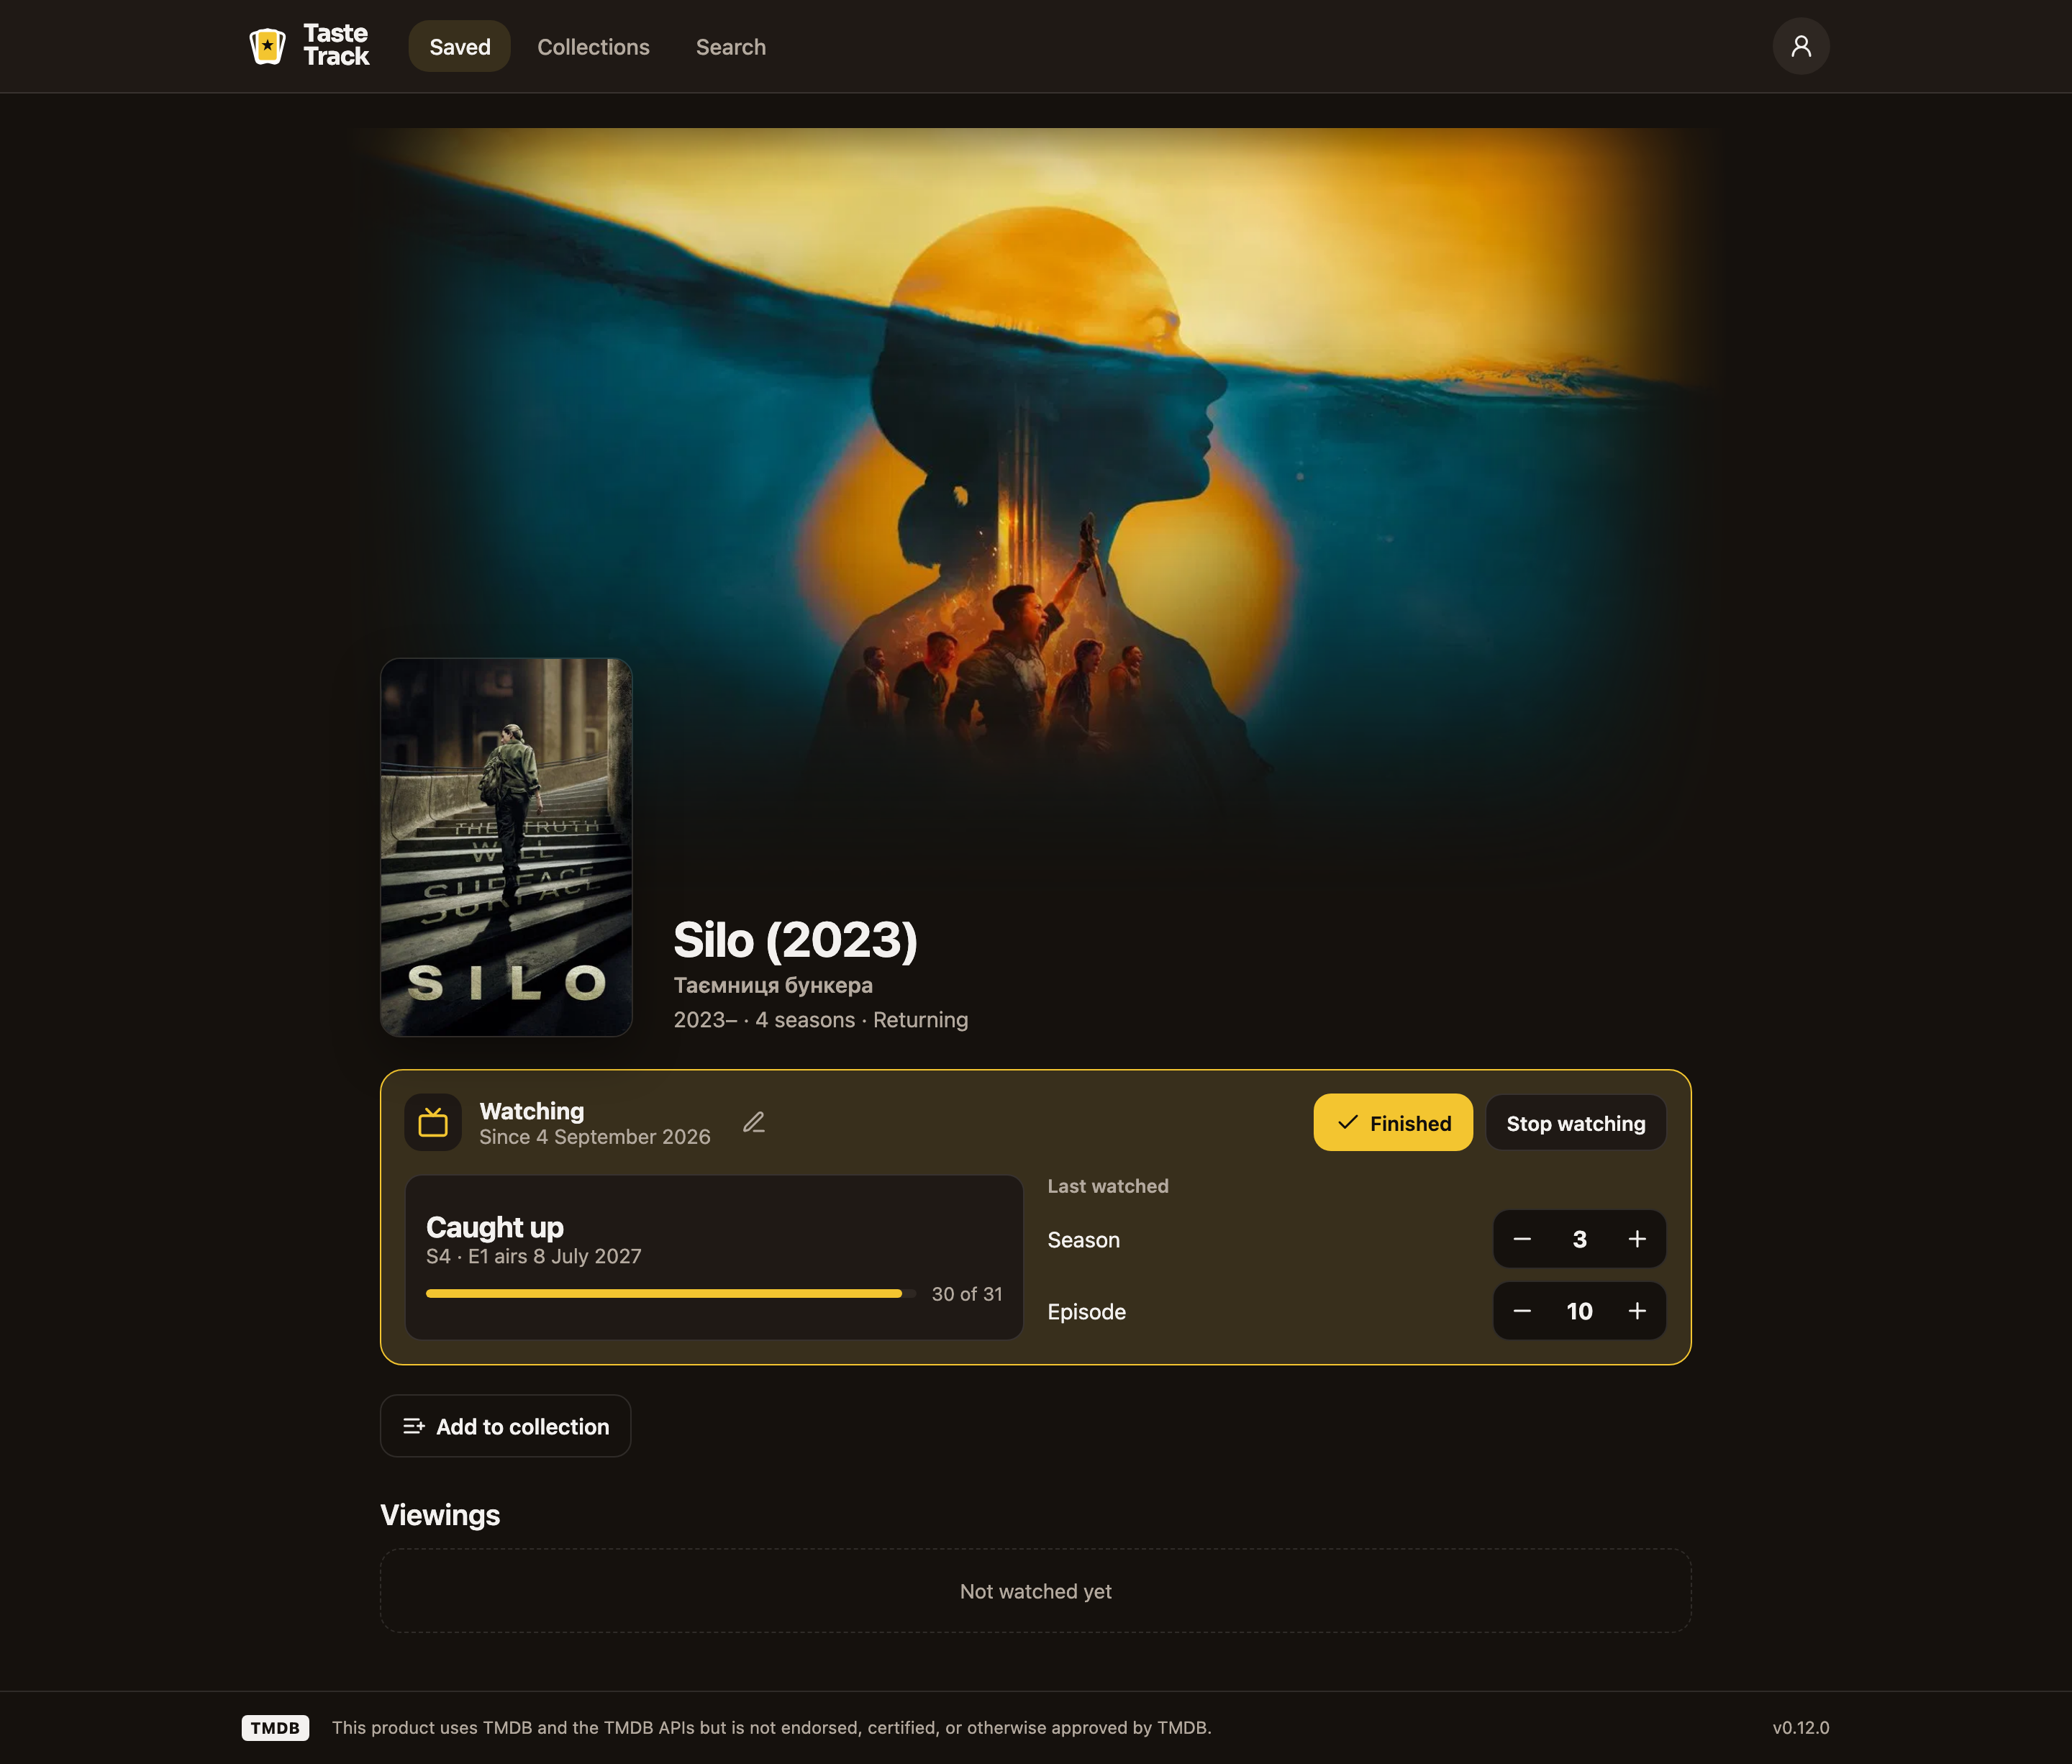 Taste
Track
Saved
Collections
Search
THE TRUTH
WILL
SURFACE
SILO
Silo (2023)
Таємниця бункера
2023– · 4 seasons · Returning
Watching
Since 4 September 2026
Finished
Stop watching
Caught up
S4 · E1 airs 8 July 2027
30 of 31
Last watched
Season
3
Episode
10
Add to collection
Viewings
Not watched yet
TMDB
This product uses TMDB and the TMDB APIs but is not endorsed, certified, or otherwise approved by TMDB.
v0.12.0